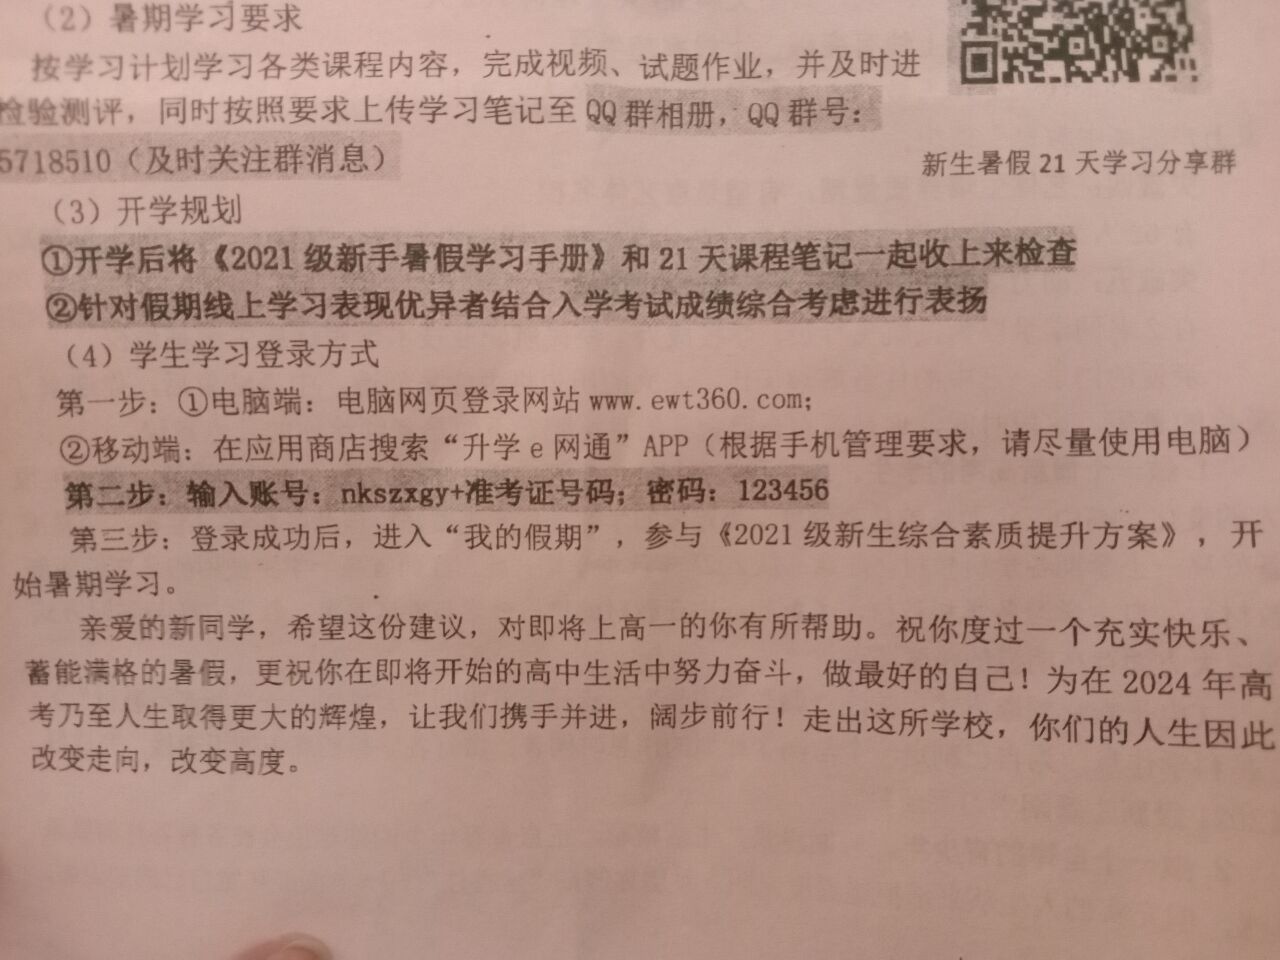 （2）暑期学习要求
按学习计划学习各类课程内容，完成视频、试题作业，并及时进
检验测评，同时按照要求上传学习笔记至 QQ 群相册，QQ 群号：
5718510（及时关注群消息）
新生暑假 21 天学习分享群
（3）开学规划
①开学后将《2021 级新手暑假学习手册》和 21 天课程笔记一起收上来检查
②针对假期线上学习表现优异者结合入学考试成绩综合考虑进行表扬
（4）学生学习登录方式
第一步：①电脑端：电脑网页登录网站 www.ewt360.com；
②移动端：在应用商店搜索“升学 e 网通”APP（根据手机管理要求，请尽量使用电脑）
第二步：输入账号：nkszxgy+准考证号码；密码：123456
第三步：登录成功后，进入“我的假期”，参与《2021 级新生综合素质提升方案》，开
始暑期学习。
亲爱的新同学，希望这份建议，对即将上高一的你有所帮助。祝你度过一个充实快乐、
蓄能满格的暑假，更祝你在即将开始的高中生活中努力奋斗，做最好的自己！为在 2024 年高
考乃至人生取得更大的辉煌，让我们携手并进，阔步前行！走出这所学校，你们的人生因此
改变走向，改变高度。